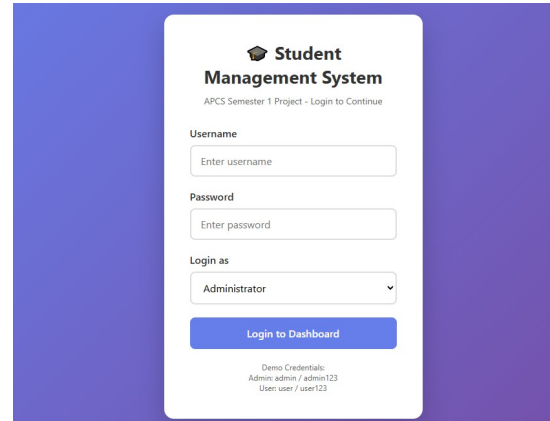 🎓 Student
Management System
APCS Semester 1 Project - Login to Continue
Username
Enter username
Password
Enter password
Login as
Administrator
Login to Dashboard
Demo Credentials:
Admin: admin / admin123
User: user / user123